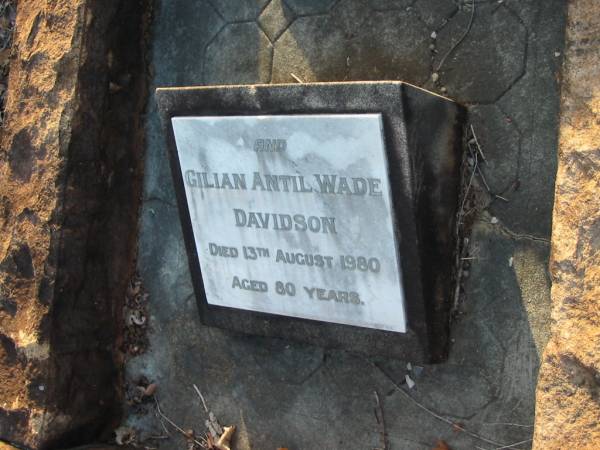 AND
GILIAN ANTIL WADE
DAVIDSON
DIED 13TH AUGUST 1980
AGED 80 YEARS.